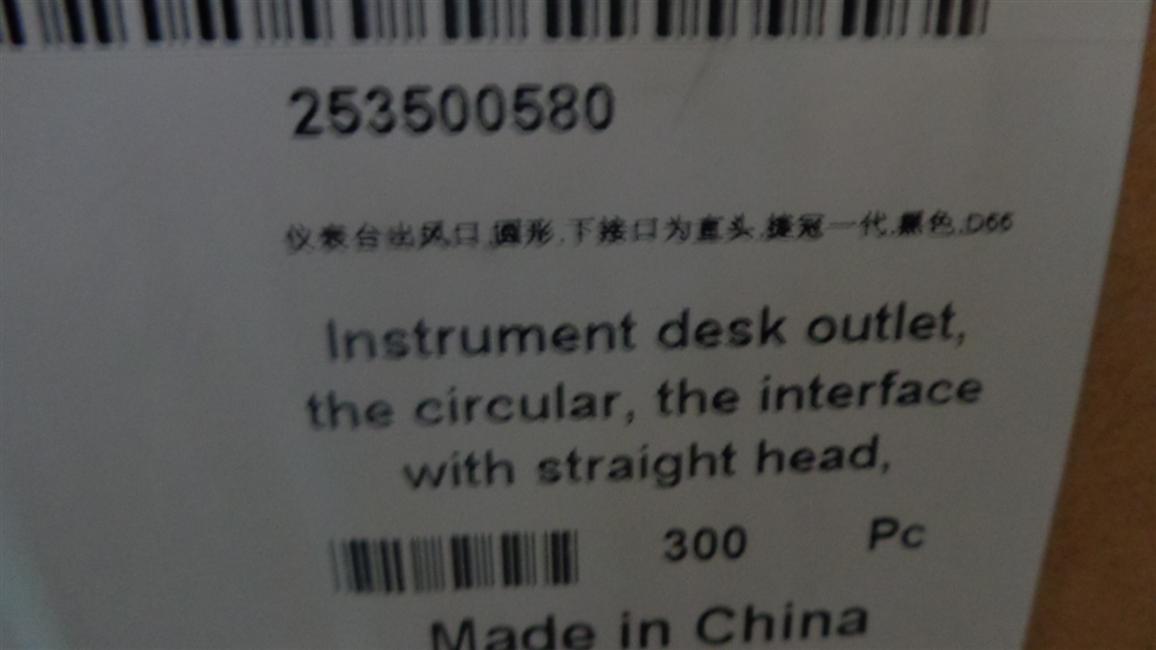 253500580
仪表台出风口,圆形,下接口为直头,捷冠一代,黑色,D66
Instrument desk outlet,
the circular, the interface
with straight head,
300 Pc
Made in China